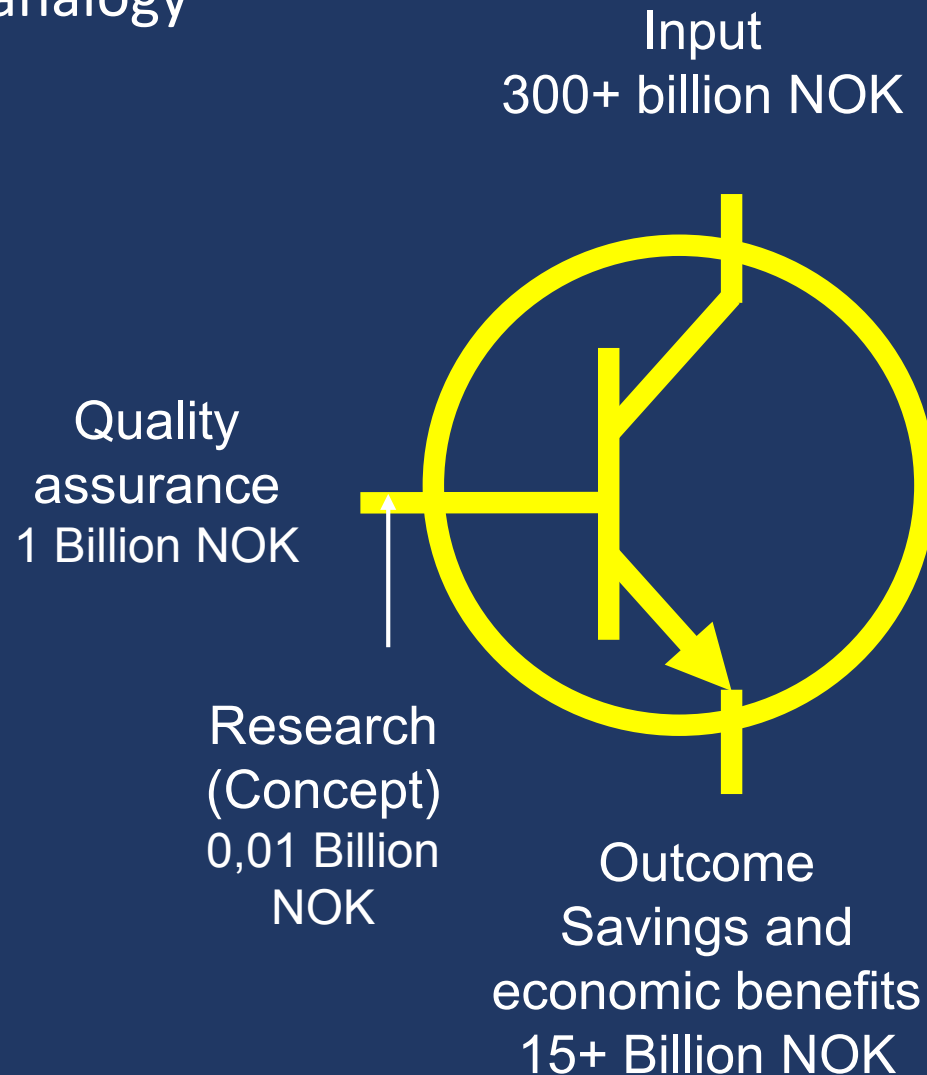 analogy
Input
300+ billion NOK
Quality
assurance
1 Billion NOK
Research
(Concept)
0,01 Billion
NOK
Outcome
Savings and
economic benefits
15+ Billion NOK